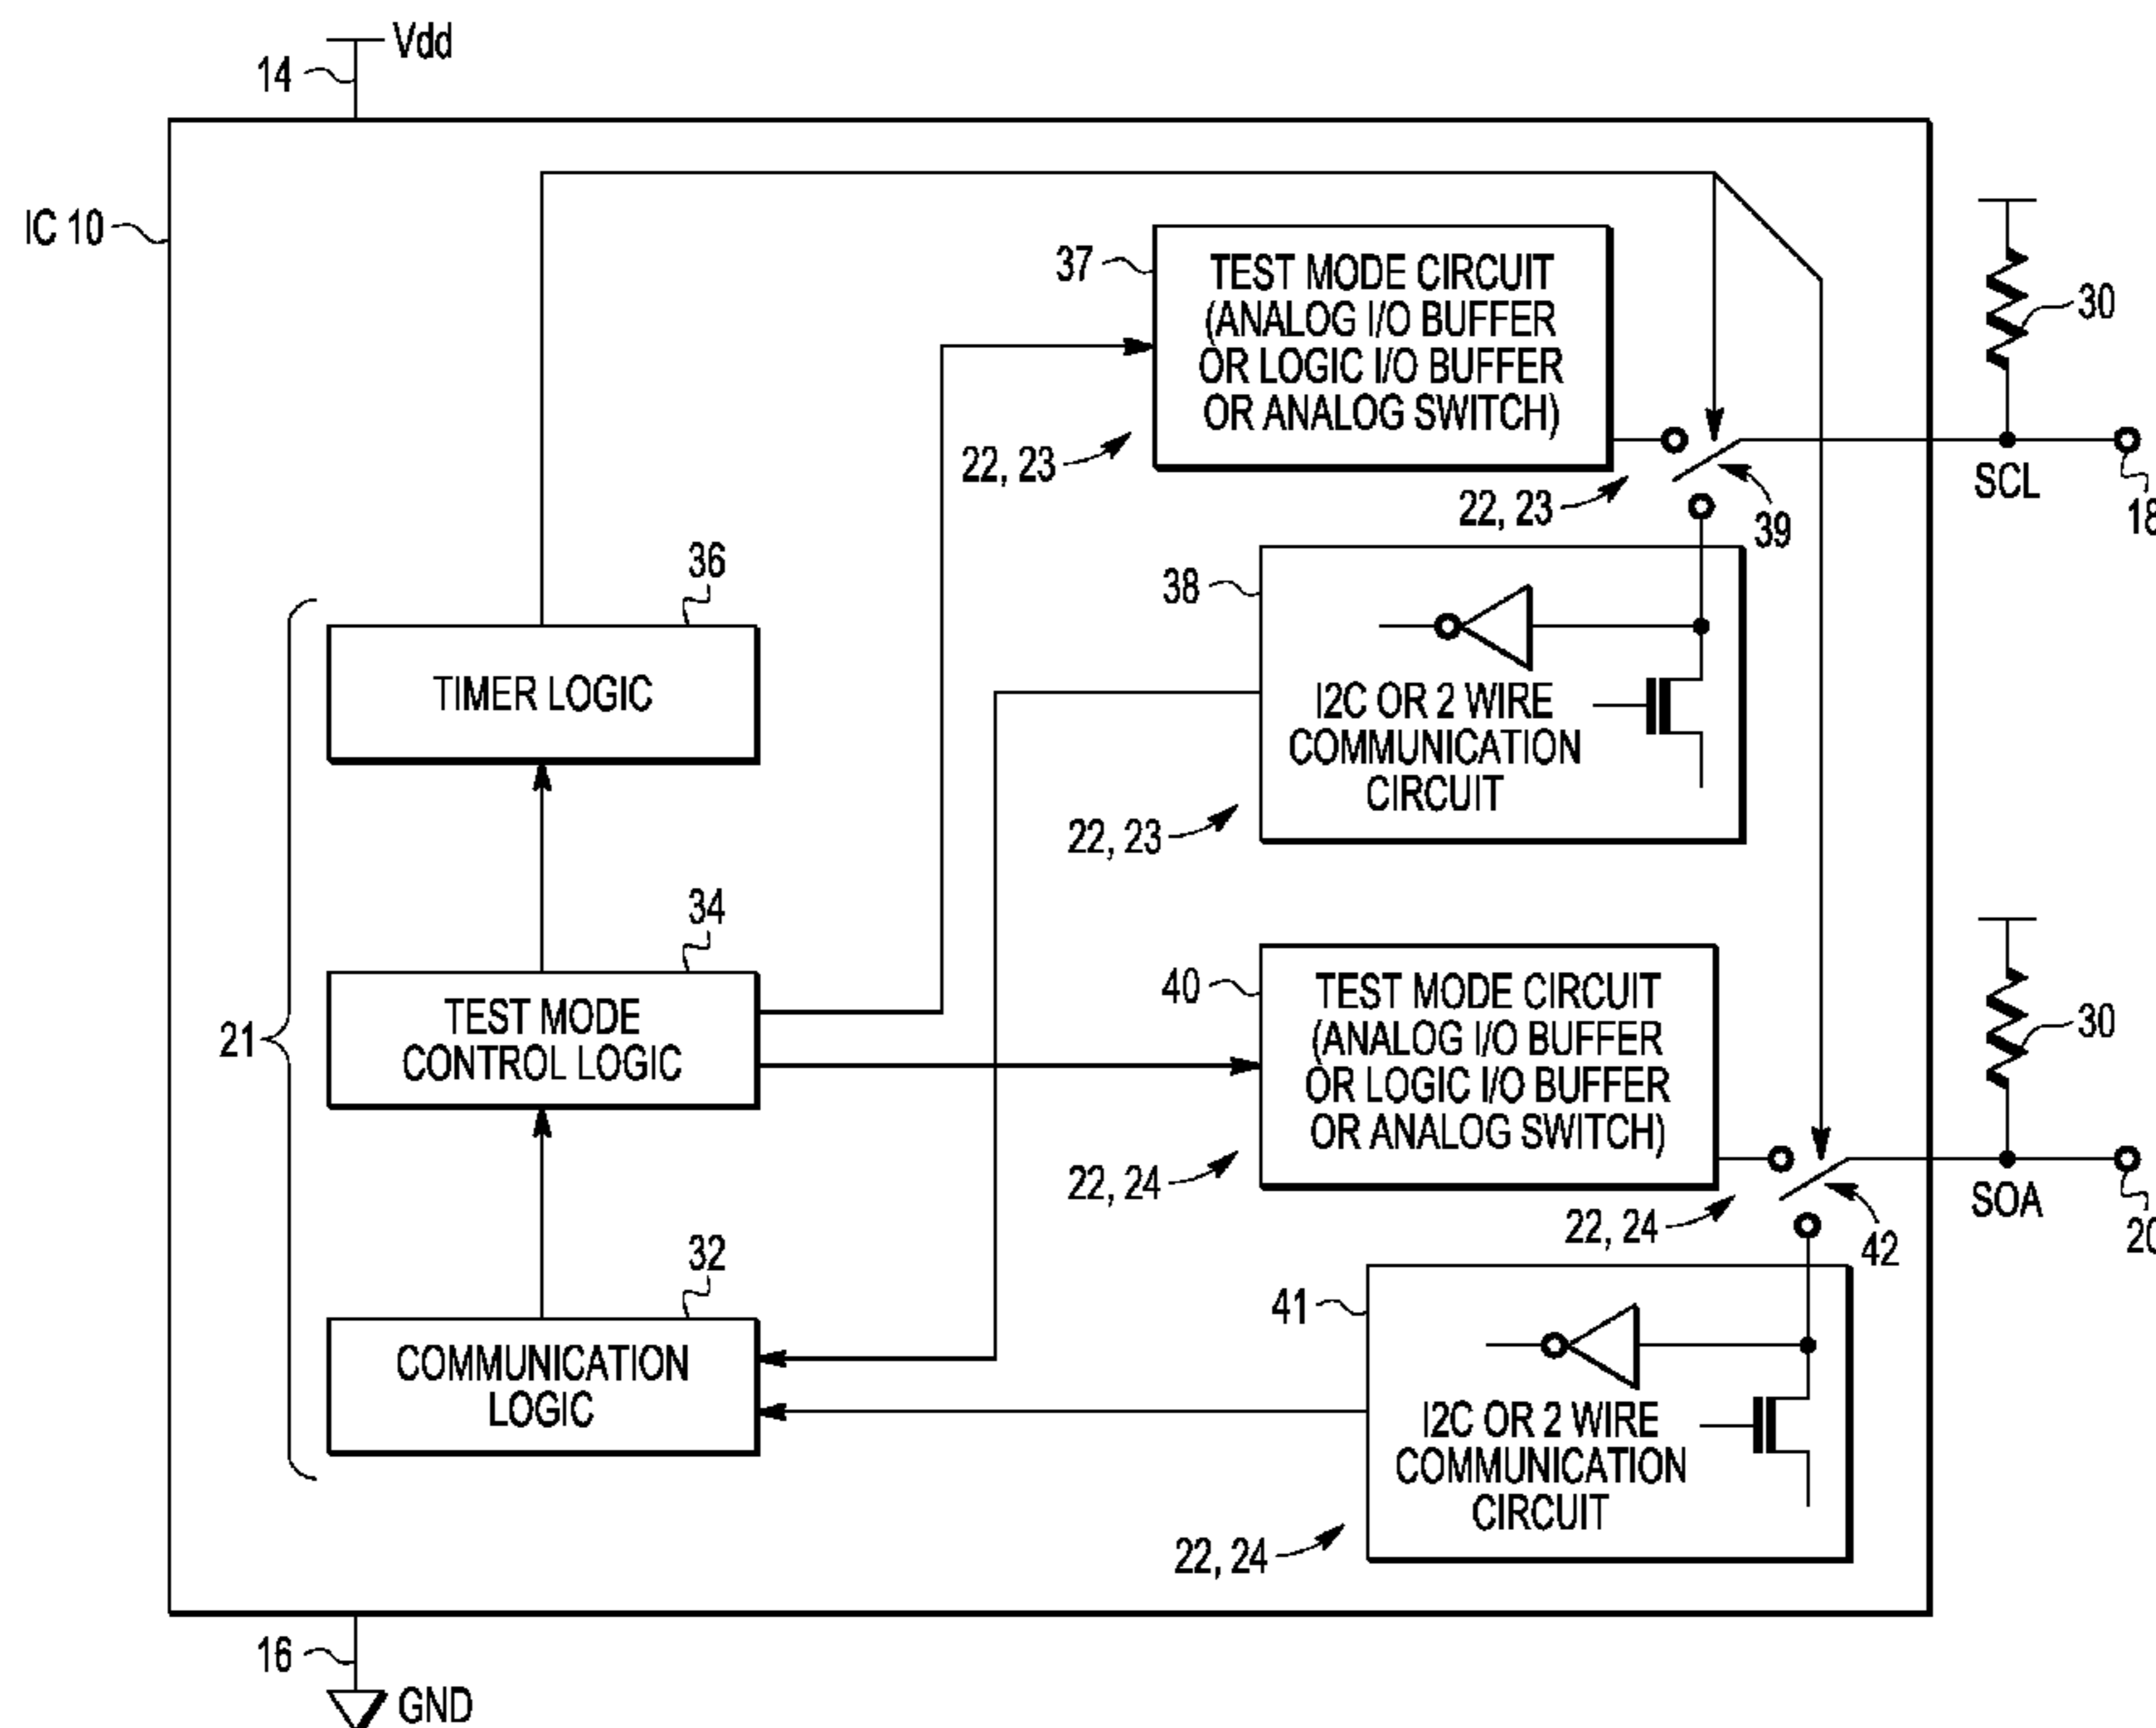 Vdd
14
IC 10
37
TEST MODE CIRCUIT
(ANALOG I/O BUFFER
OR LOGIC I/O BUFFER
OR ANALOG SWITCH)
22, 23
22, 23
39
30
SCL
18
36
TIMER LOGIC
38
I2C OR 2 WIRE
COMMUNICATION
CIRCUIT
22, 23
21
34
TEST MODE
CONTROL LOGIC
40
TEST MODE CIRCUIT
(ANALOG I/O BUFFER
OR LOGIC I/O BUFFER
OR ANALOG SWITCH)
22, 24
22, 24
42
30
SOA
20
32
COMMUNICATION
LOGIC
41
I2C OR 2 WIRE
COMMUNICATION
CIRCUIT
22, 24
16
GND